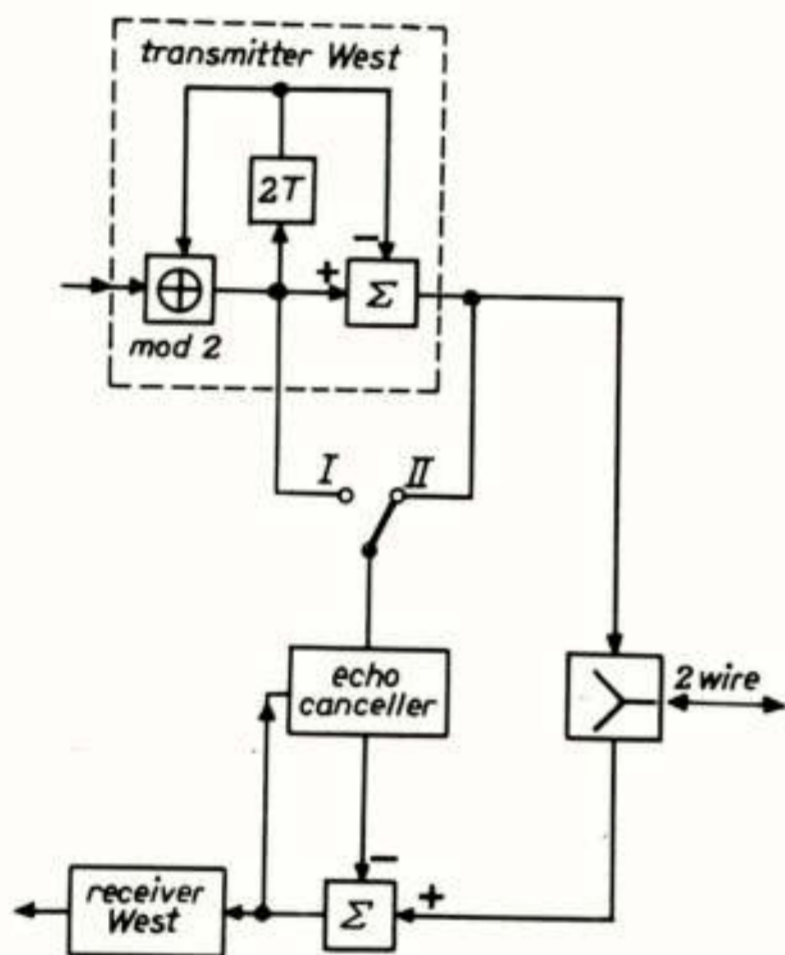 transmitter West
2T
−
+
Σ
⊕
mod 2
I
II
echo
canceller
2 wire
−
+
Σ
receiver
West